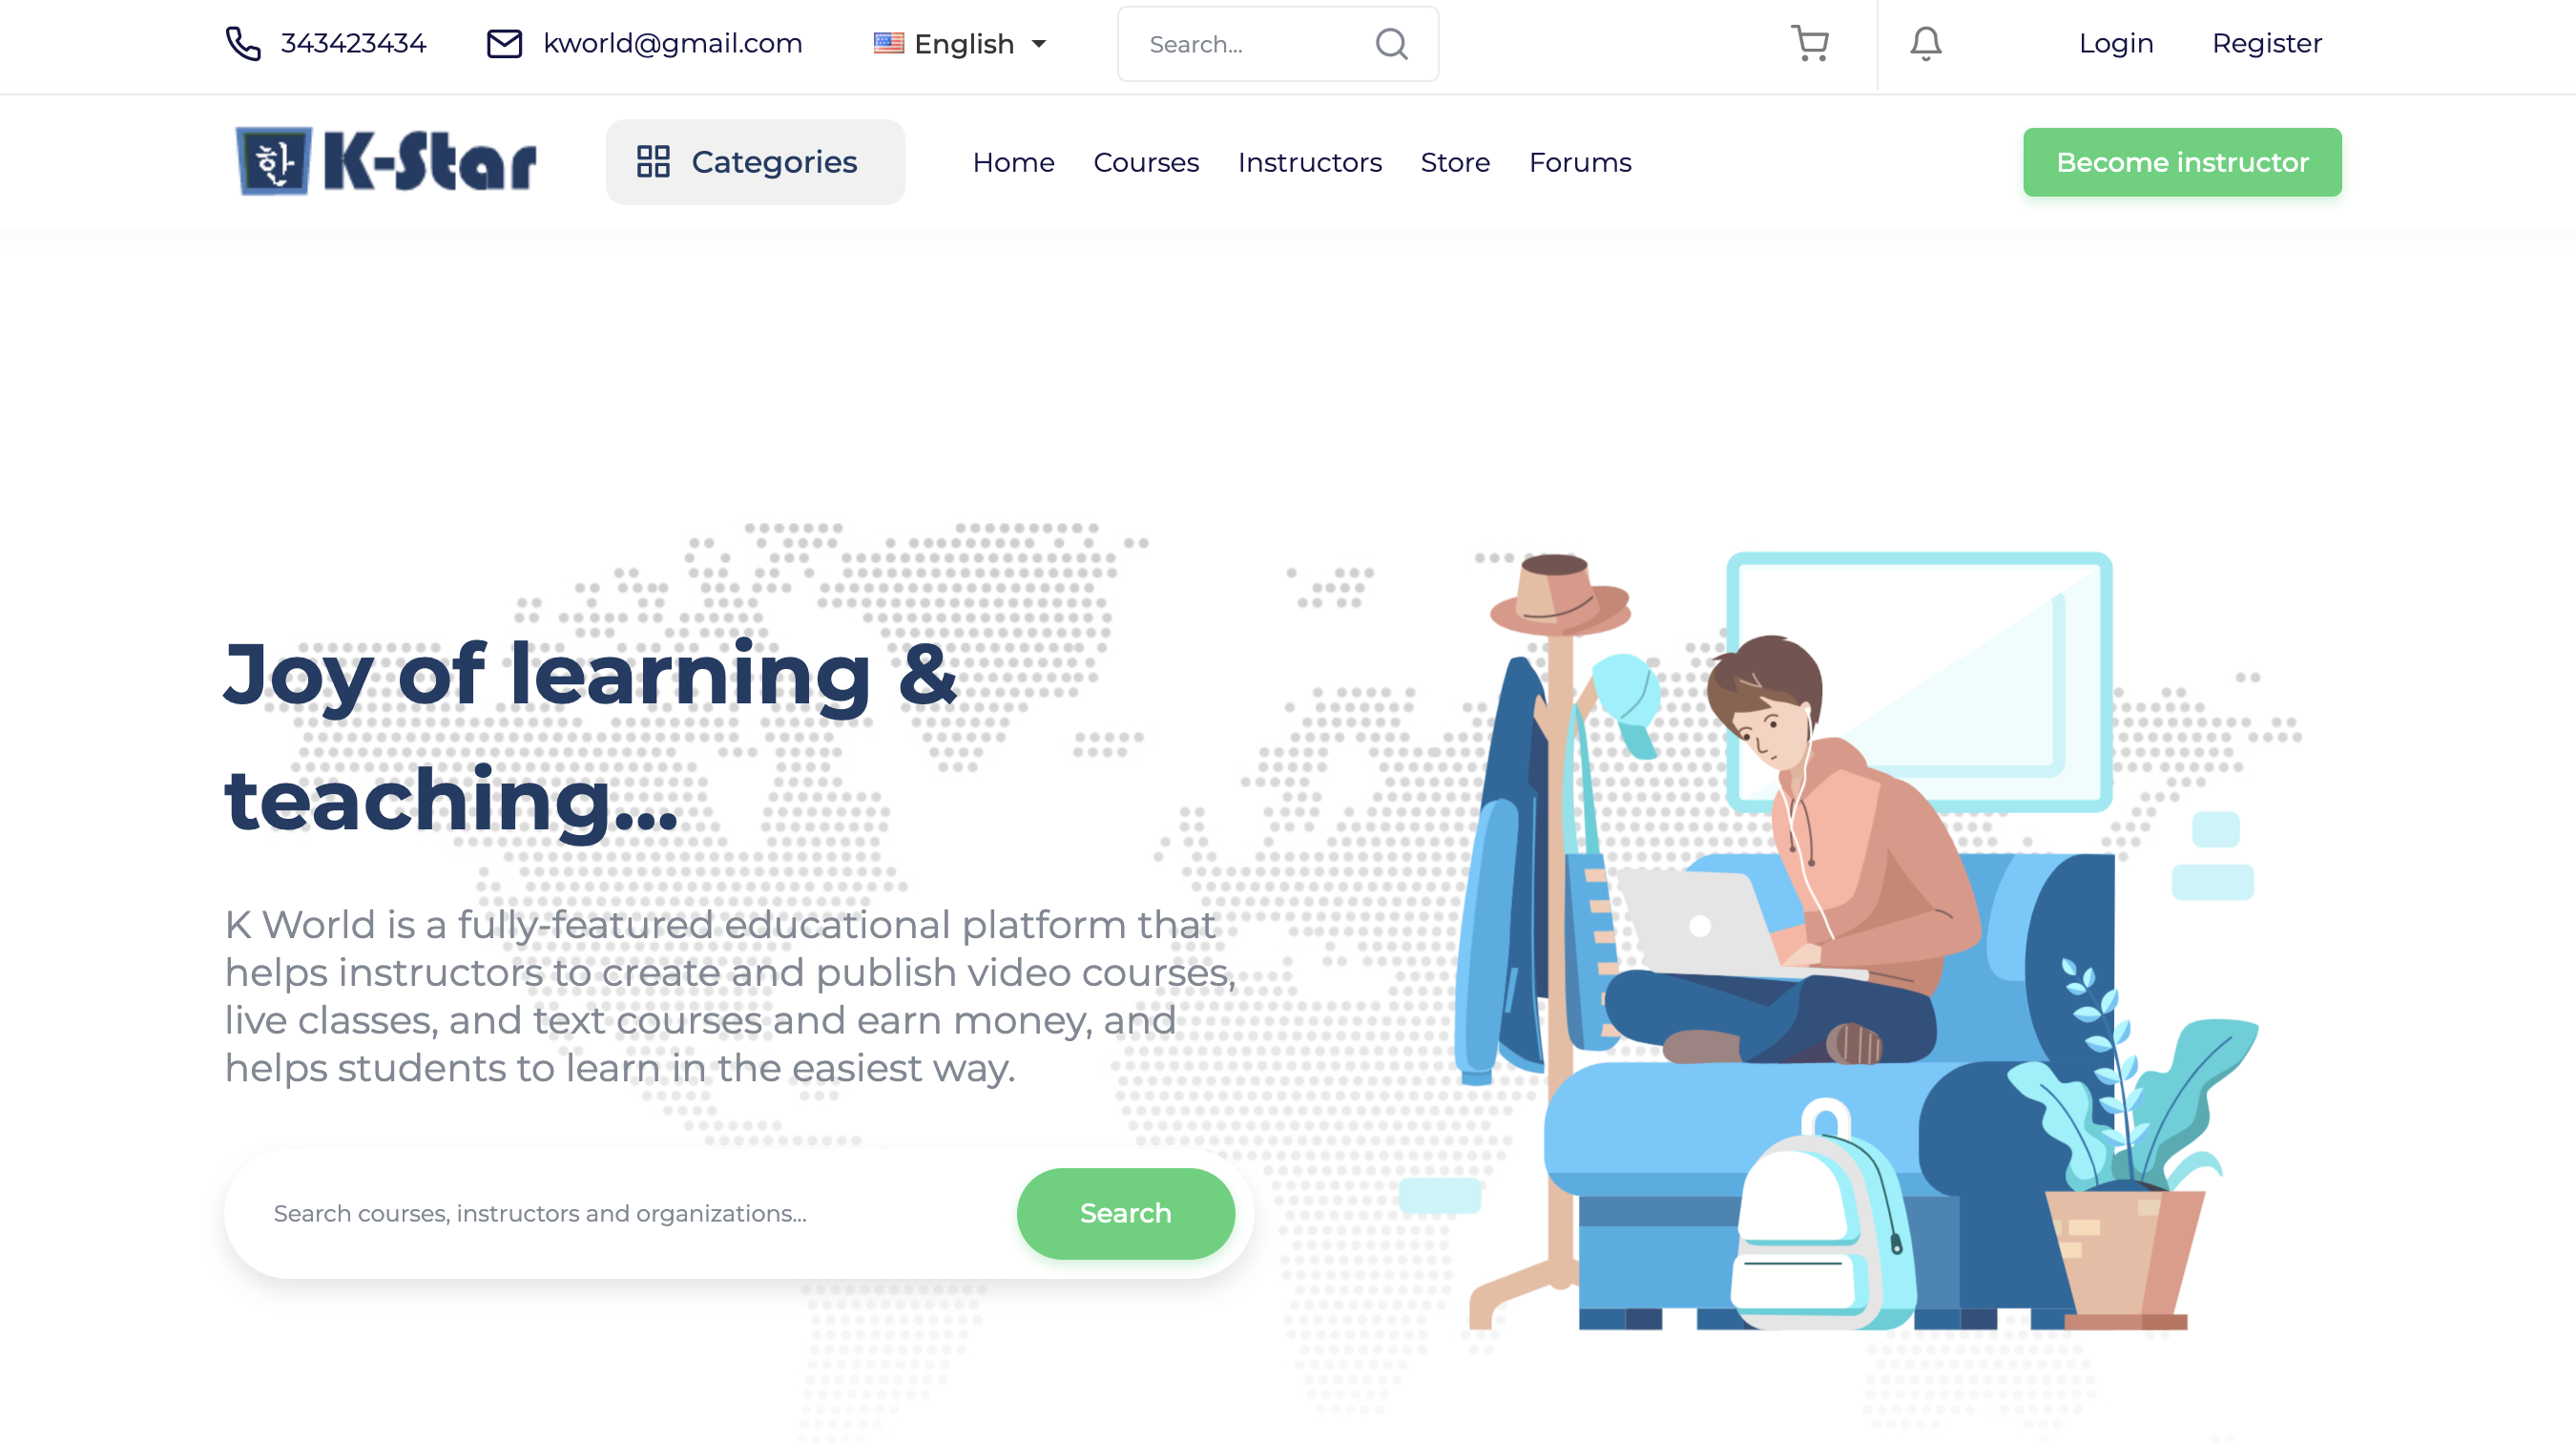 343423434 kworld@gmail.com English Search... Login Register
한 K-Star Categories Home Courses Instructors Store Forums Become instructor
Joy of learning &
teaching...
K World is a fully-featured educational platform that
helps instructors to create and publish video courses,
live classes, and text courses and earn money, and
helps students to learn in the easiest way.
Search courses, instructors and organizations... Search